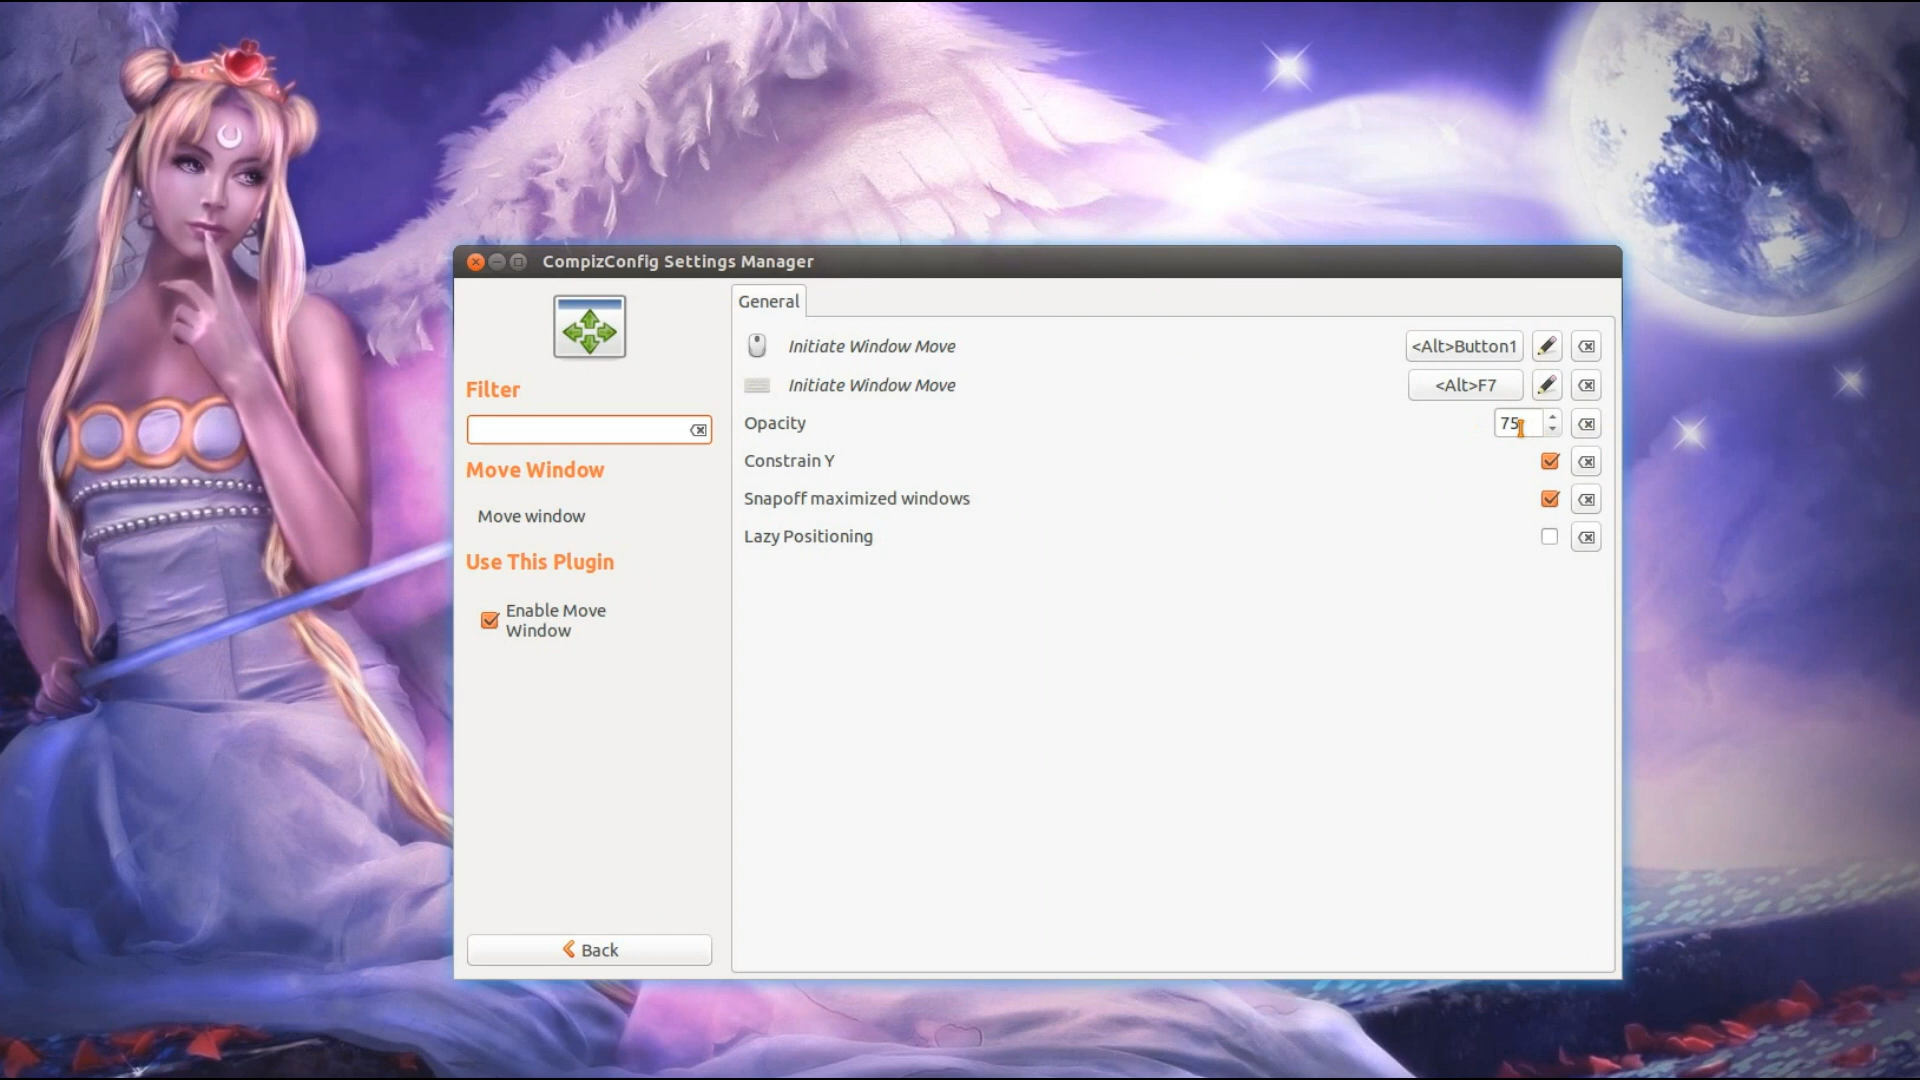 CompizConfig Settings Manager
General
Filter
Move Window
Move window
Use This Plugin
Enable Move
Window
Back
Initiate Window Move
<Alt>Button1
Initiate Window Move
<Alt>F7
Opacity
75
Constrain Y
Snapoff maximized windows
Lazy Positioning